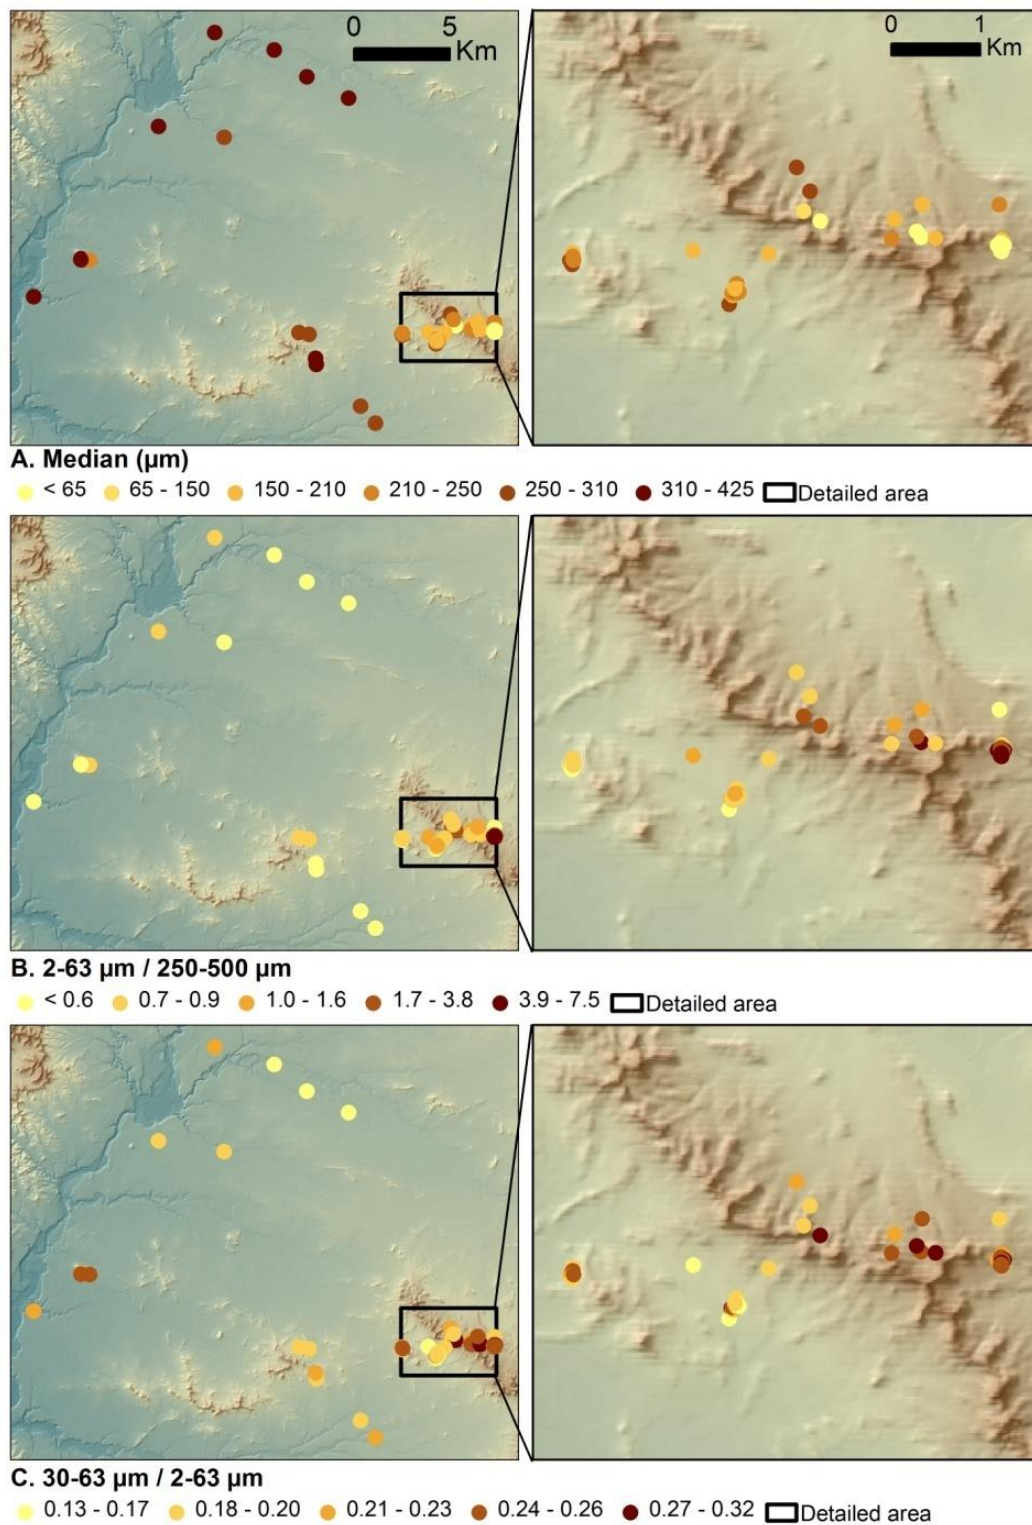 0 5
Km
0 1
Km
A. Median (µm)
< 65 65 - 150 150 - 210 210 - 250 250 - 310 310 - 425 Detailed area
B. 2-63 µm / 250-500 µm
< 0.6 0.7 - 0.9 1.0 - 1.6 1.7 - 3.8 3.9 - 7.5 Detailed area
C. 30-63 µm / 2-63 µm
0.13 - 0.17 0.18 - 0.20 0.21 - 0.23 0.24 - 0.26 0.27 - 0.32 Detailed area